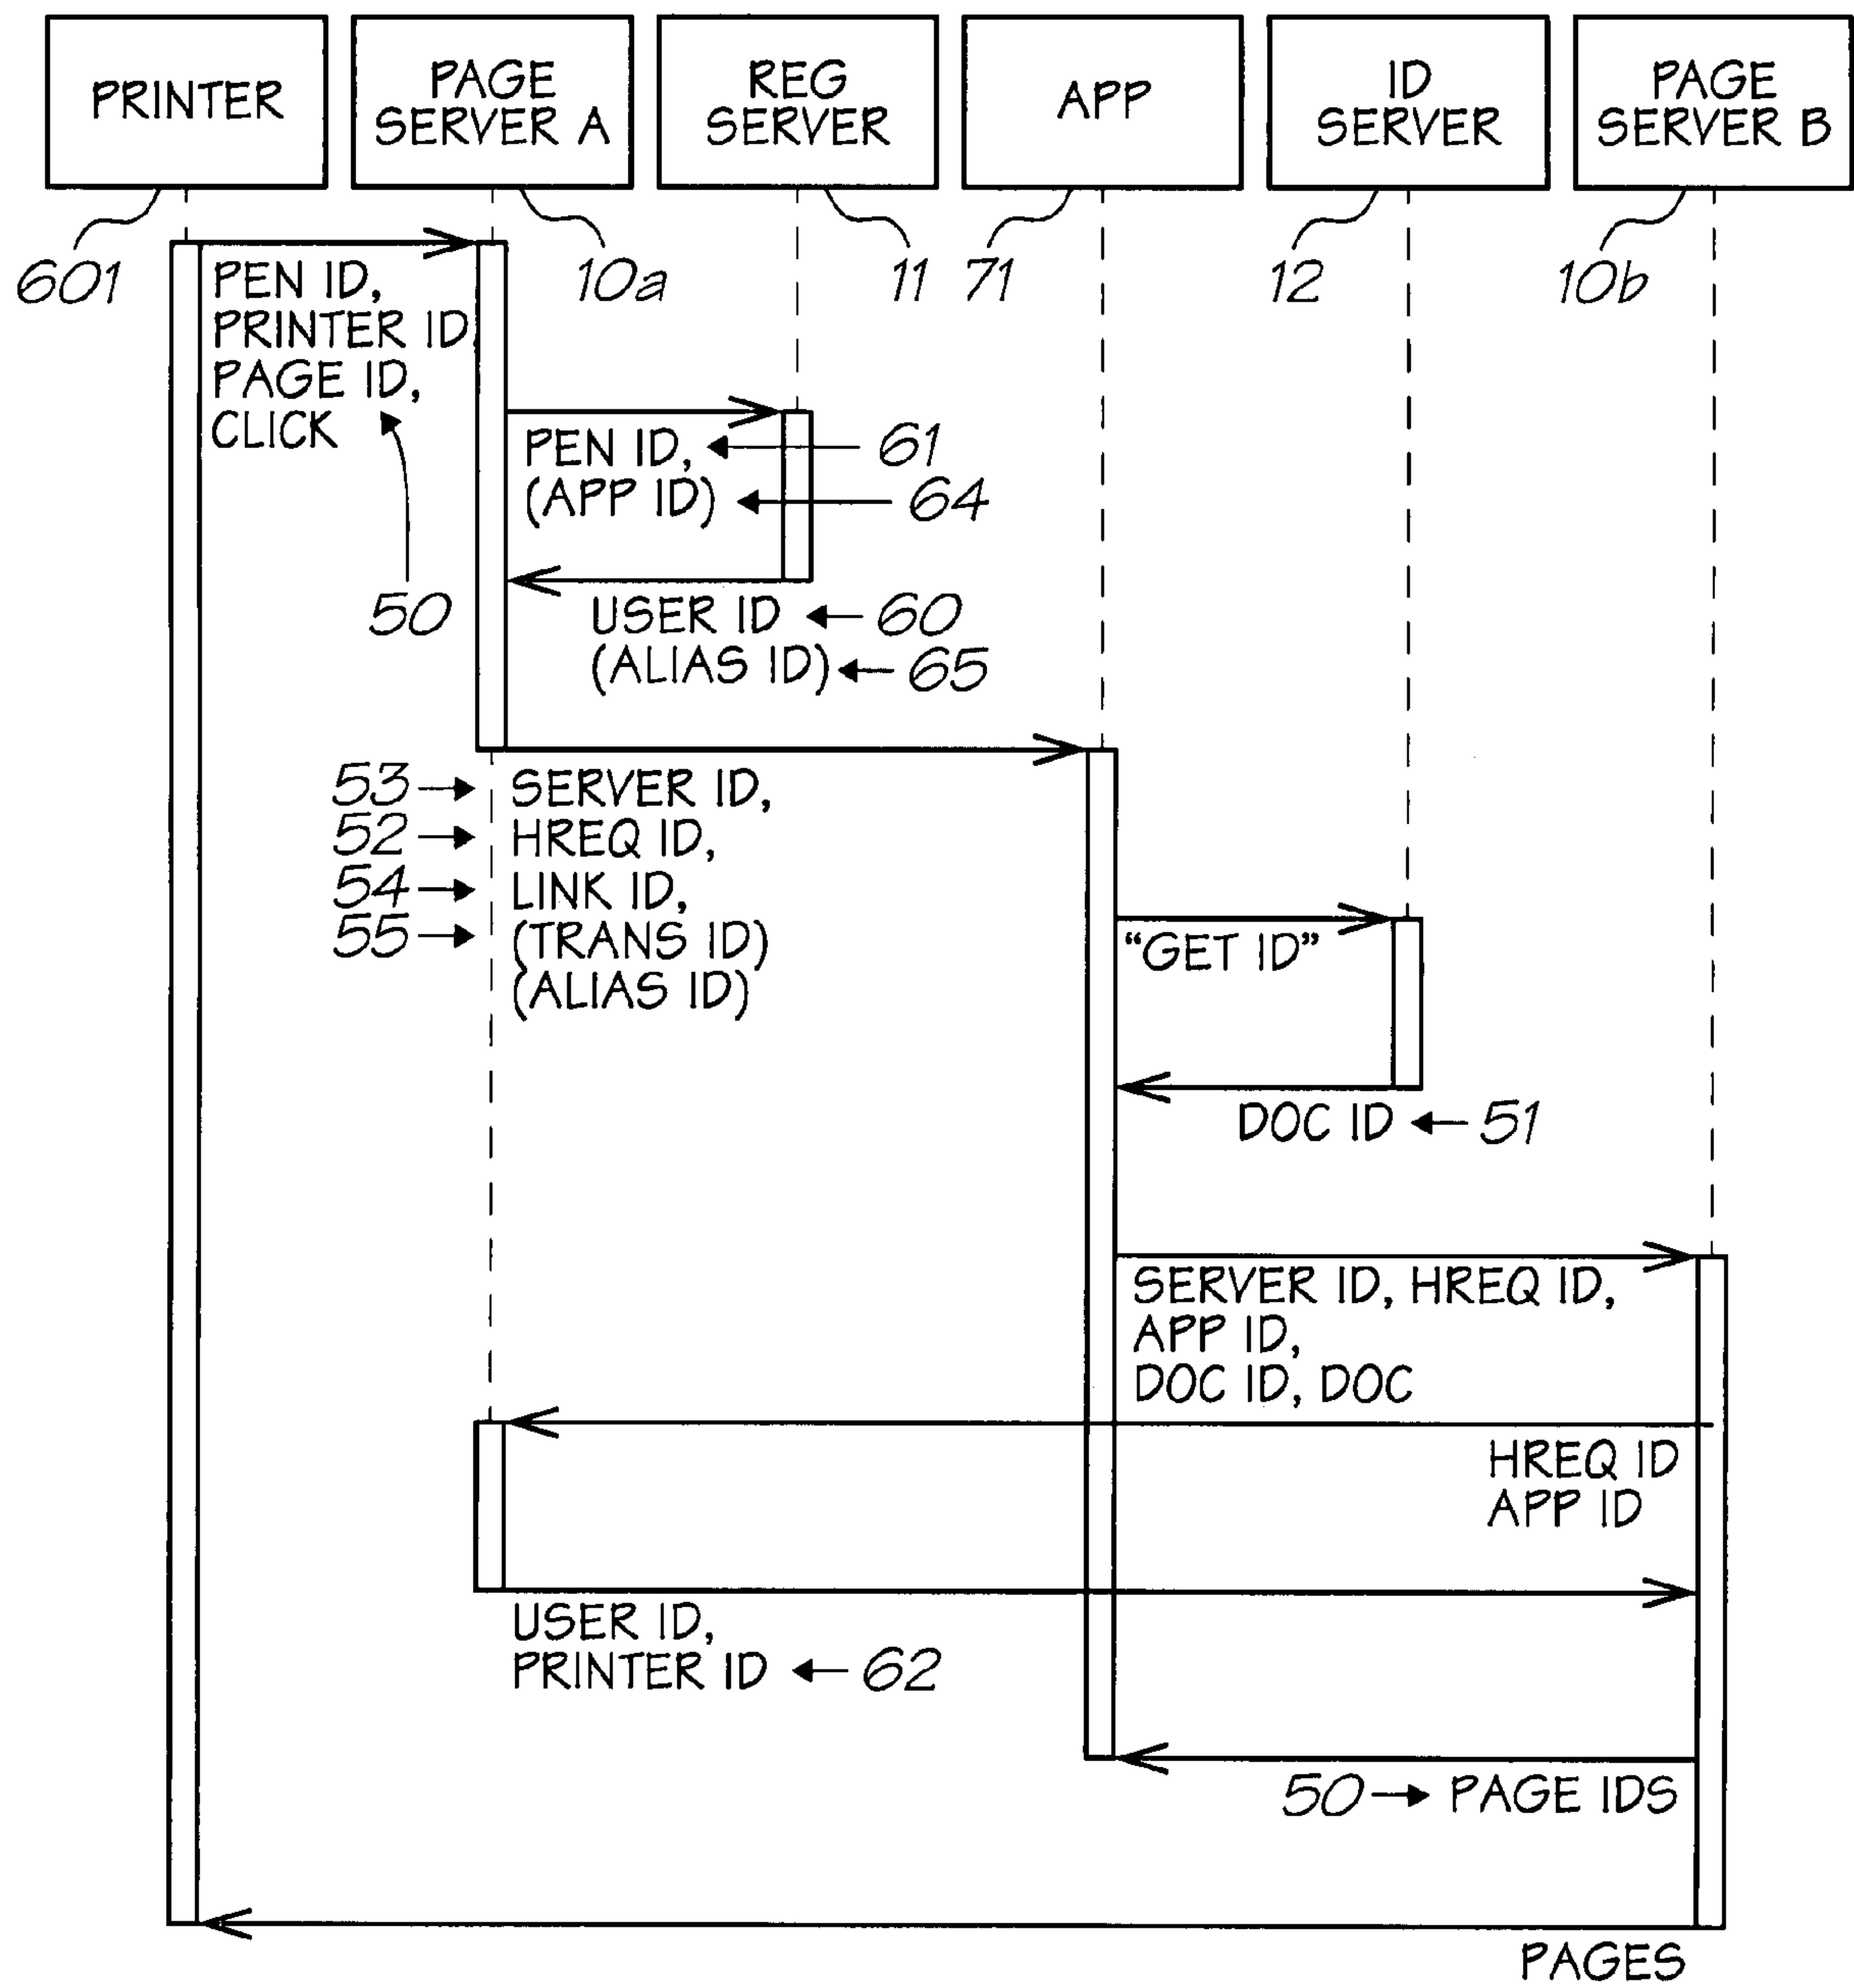 PRINTER
PAGE
SERVER A
REG
SERVER
APP
ID
SERVER
PAGE
SERVER B
601
10a
11
71
12
10b
PEN ID,
PRINTER ID
PAGE ID,
CLICK
50
PEN ID,
61
(APP ID)
64
USER ID
60
(ALIAS ID)
65
53
SERVER ID,
52
HREQ ID,
54
LINK ID,
55
(TRANS ID)
(ALIAS ID)
“GET ID”
DOC ID
51
SERVER ID, HREQ ID,
APP ID,
DOC ID, DOC
HREQ ID
APP ID
USER ID,
PRINTER ID
62
50
PAGE IDS
PAGES